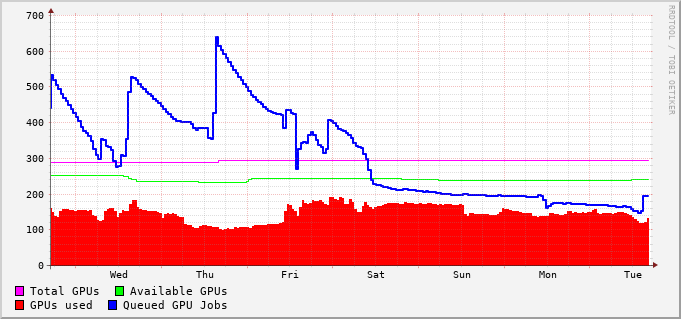 700
600
500
400
300
200
100
0
Wed Thu Fri Sat Sun Mon Tue
Total GPUs Available GPUs
GPUs used Queued GPU Jobs
RRDTOOL / TOBI OETIKER